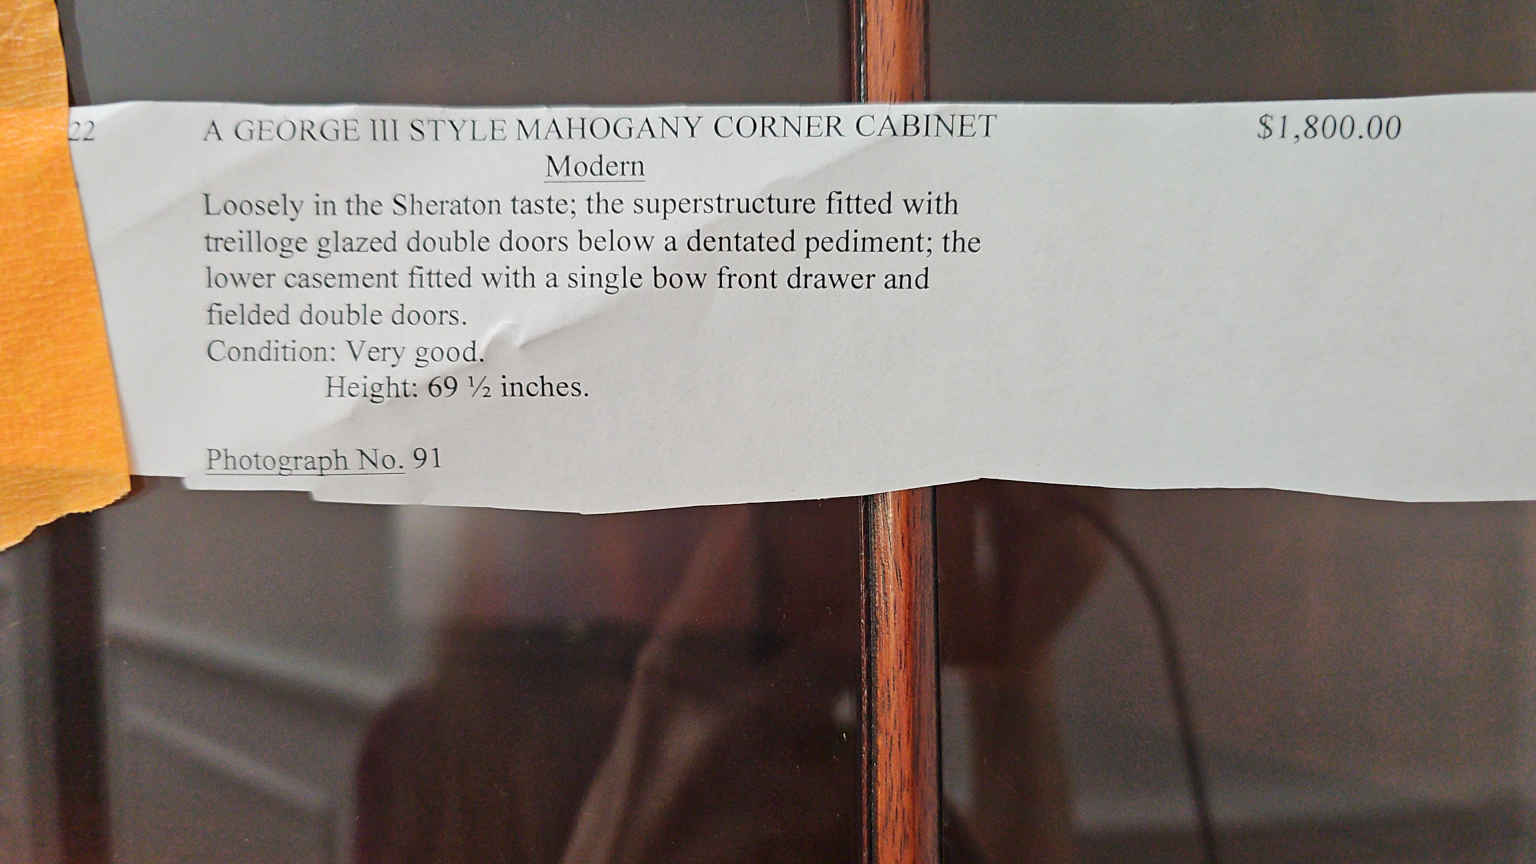 22 A GEORGE III STYLE MAHOGANY CORNER CABINET $1,800.00
Modern
Loosely in the Sheraton taste; the superstructure fitted with
treilloge glazed double doors below a dentated pediment; the
lower casement fitted with a single bow front drawer and
fielded double doors.
Condition: Very good.
Height: 69 ½ inches.
Photograph No. 91